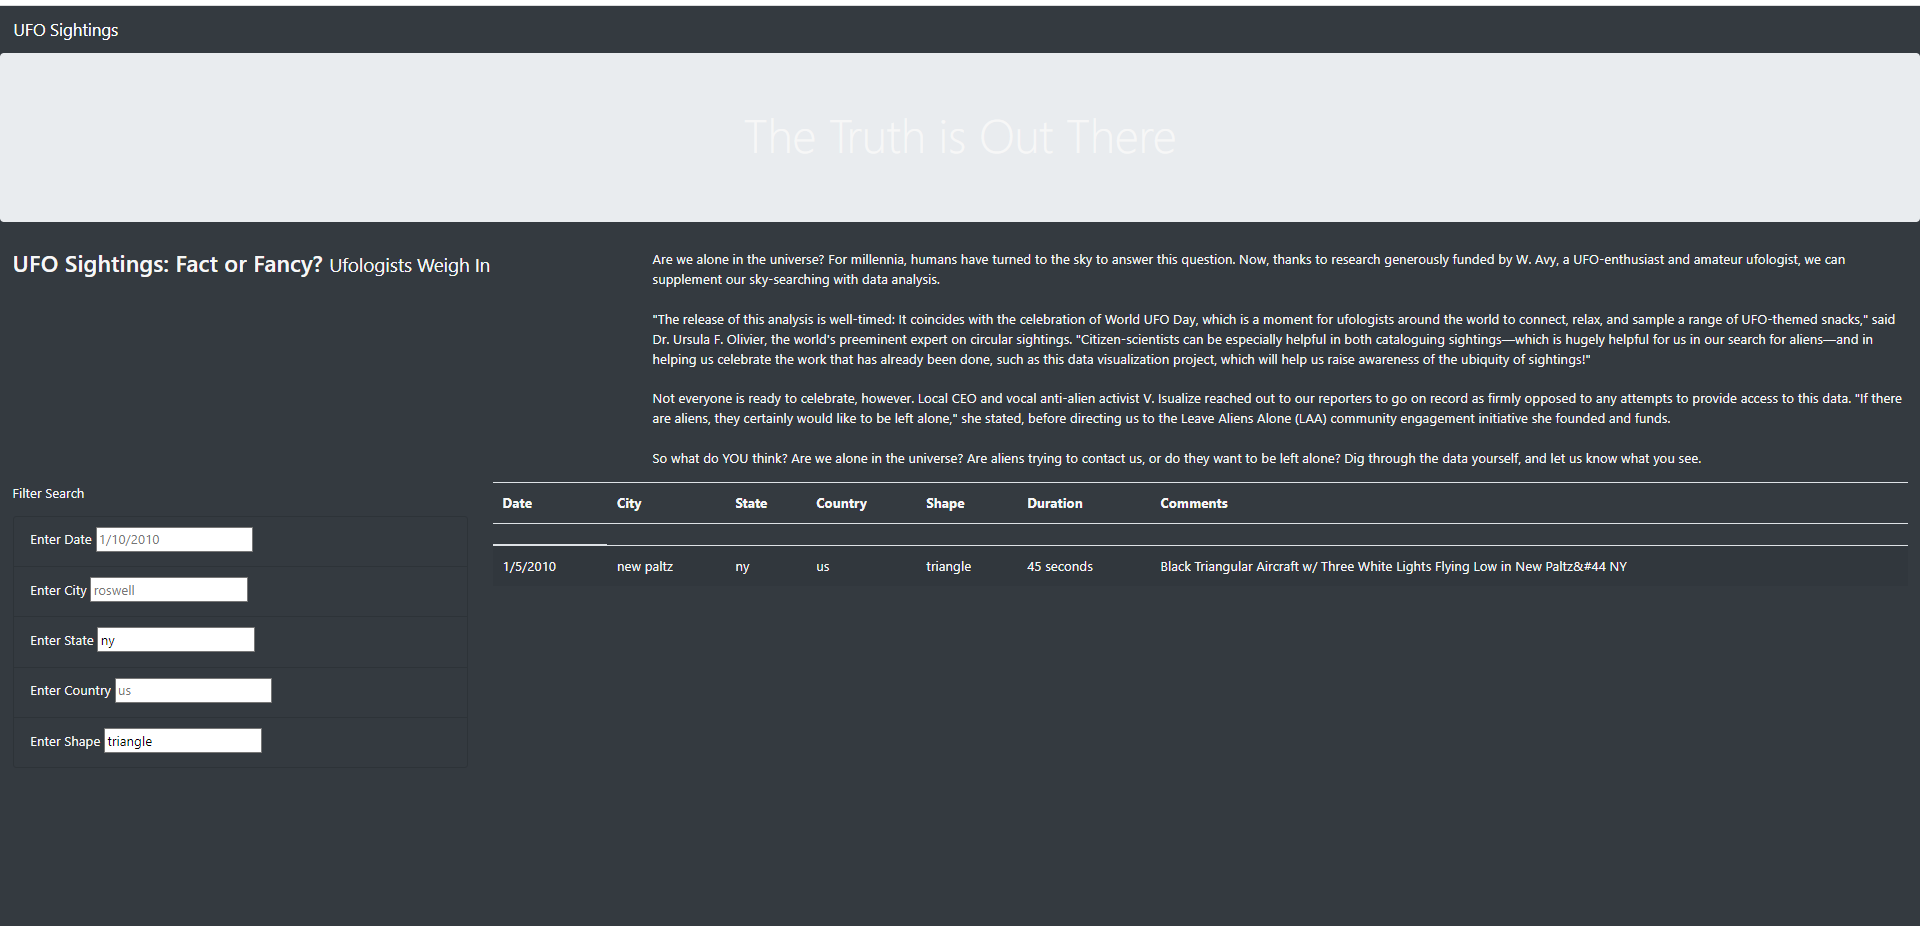 UFO Sightings
The Truth is Out There
UFO Sightings: Fact or Fancy? Ufologists Weigh In
Are we alone in the universe? For millennia, humans have turned to the sky to answer this question. Now, thanks to research generously funded by W. Avy, a UFO-enthusiast and amateur ufologist, we can
supplement our sky-searching with data analysis.
"The release of this analysis is well-timed: It coincides with the celebration of World UFO Day, which is a moment for ufologists around the world to connect, relax, and sample a range of UFO-themed snacks," said
Dr. Ursula F. Olivier, the world's preeminent expert on circular sightings. "Citizen-scientists can be especially helpful in both cataloguing sightings—which is hugely helpful for us in our search for aliens—and in
helping us celebrate the work that has already been done, such as this data visualization project, which will help us raise awareness of the ubiquity of sightings!"
Not everyone is ready to celebrate, however. Local CEO and vocal anti-alien activist V. Isualize reached out to our reporters to go on record as firmly opposed to any attempts to provide access to this data. "If there
are aliens, they certainly would like to be left alone," she stated, before directing us to the Leave Aliens Alone (LAA) community engagement initiative she founded and funds.
So what do YOU think? Are we alone in the universe? Are aliens trying to contact us, or do they want to be left alone? Dig through the data yourself, and let us know what you see.
Filter Search
Enter Date 1/10/2010
Enter City roswell
Enter State ny
Enter Country us
Enter Shape triangle
Date City State Country Shape Duration Comments
1/5/2010 new paltz ny us triangle 45 seconds Black Triangular Aircraft w/ Three White Lights Flying Low in New Paltz&#44 NY